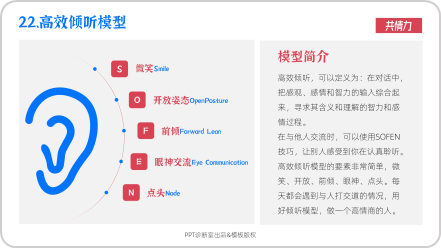 22.高效倾听模型
共情力
S 微笑Smile
O 开放姿态OpenPosture
F 前倾Forward Lean
E 眼神交流Eye Communication
N 点头Node
模型简介
高效倾听，可以定义为：在对话中，
把感观、感情和智力的输入综合起
来，寻求其含义和理解的智力和感
情过程。
在与他人交流时，可以使用SOFEN
技巧，让别人感受到你在认真聆听。
高效倾听模型的要素非常简单，微
笑、开放、前倾、眼神、点头。每
天都会遇到与人打交道的情况，用
好倾听模型，做一个高情商的人。
PPT诊断室出品&模板版权